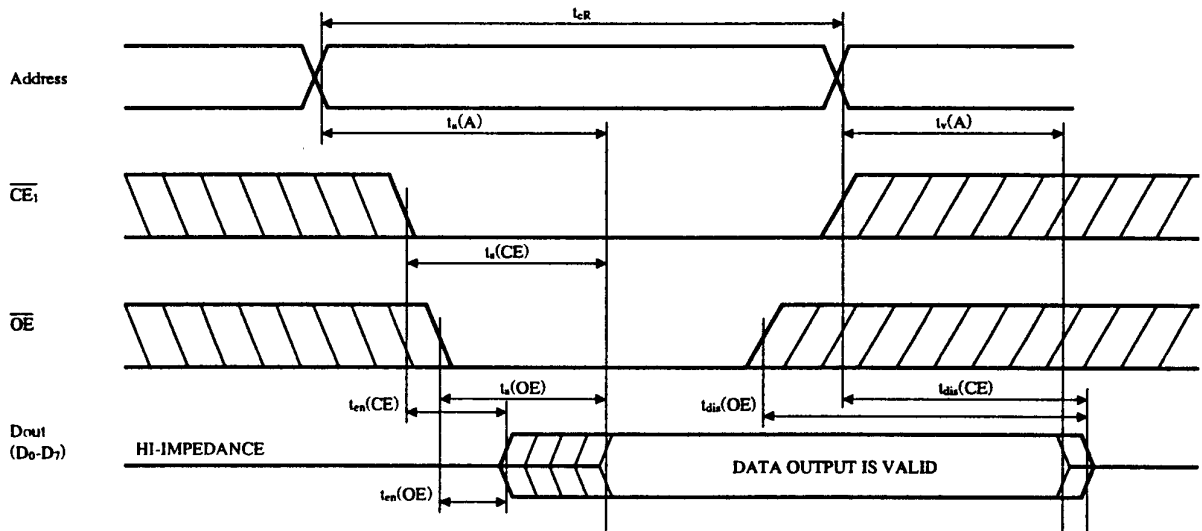 tcR
Address
ta(A)
tv(A)
CE1
ta(CE)
OE
ta(OE)
tdis(CE)
ten(CE)
tdis(OE)
Dout
(D0-D7)
HI-IMPEDANCE
DATA OUTPUT IS VALID
ten(OE)